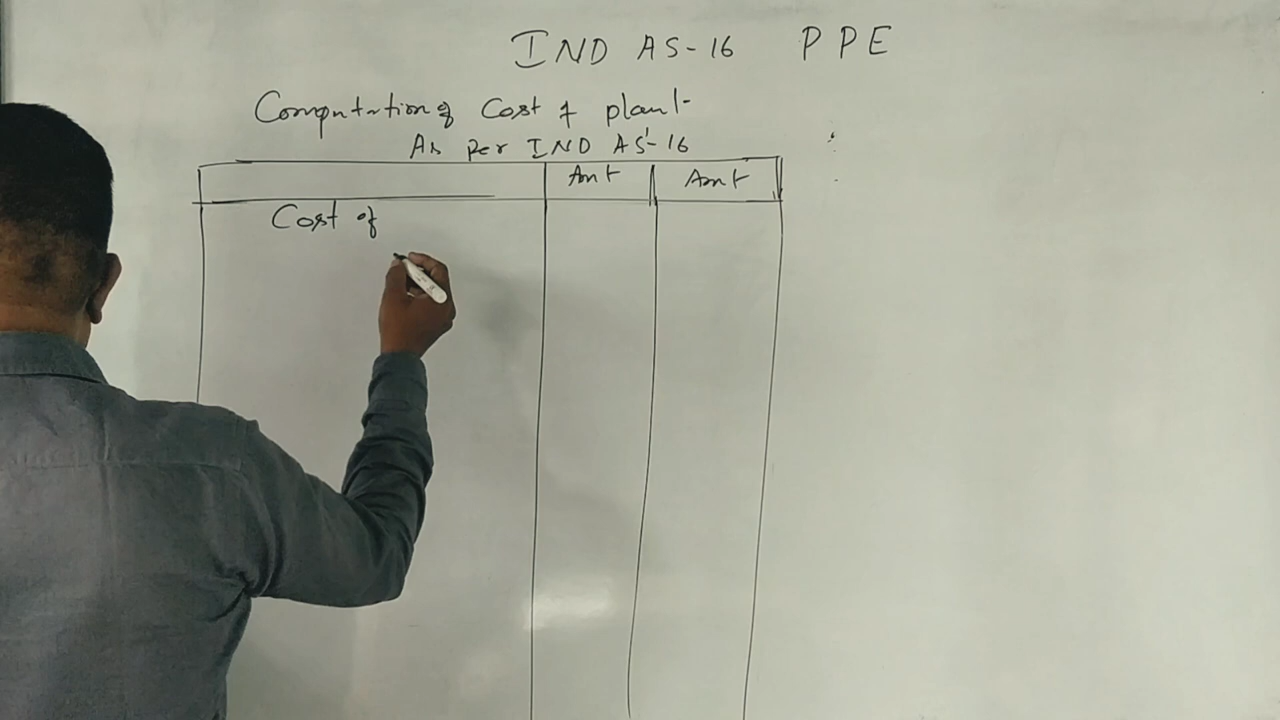 IND AS-16 PPE
Computation of Cost of plant
As per IND AS-16
Amt Amt
Cost of